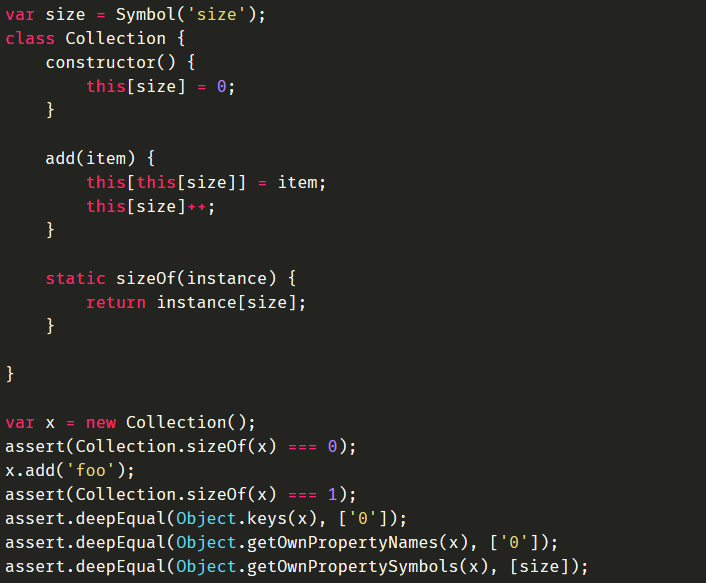 var size = Symbol('size');
class Collection {
    constructor() {
        this[size] = 0;
    }

    add(item) {
        this[this[size]] = item;
        this[size]++;
    }

    static sizeOf(instance) {
        return instance[size];
    }

}

var x = new Collection();
assert(Collection.sizeOf(x) === 0);
x.add('foo');
assert(Collection.sizeOf(x) === 1);
assert.deepEqual(Object.keys(x), ['0']);
assert.deepEqual(Object.getOwnPropertyNames(x), ['0']);
assert.deepEqual(Object.getOwnPropertySymbols(x), [size]);